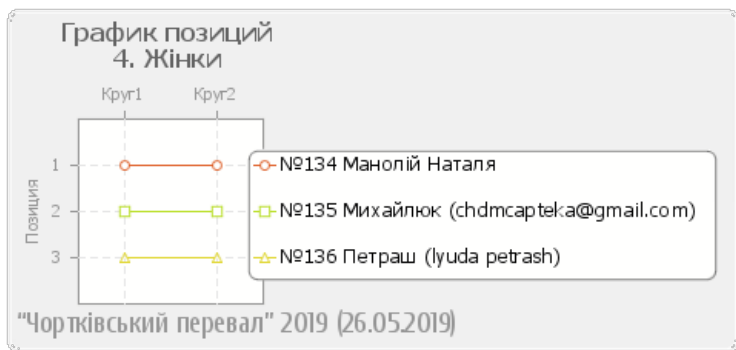 График позиций
4. Жінки
Круг1 Круг2
Позиция
1
№134 Манолій Наталя
2
№135 Михайлюк (chdmcapteka@gmail.com)
3
№136 Петраш (lyuda petrash)
“Чортківський перевал” 2019 (26.05.2019)